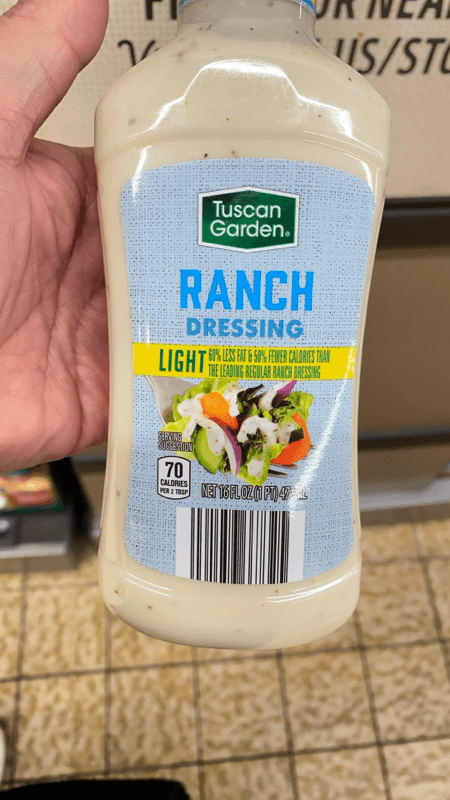 US/STO
Tuscan
Garden®
RANCH
DRESSING
LIGHT 60% LESS FAT & 50% FEWER CALORIES THAN
THE LEADING REGULAR RANCH DRESSING
SERVING
SUGGESTION
70
CALORIES
PER 2 TBSP
NET 16 FL OZ (1 PT)